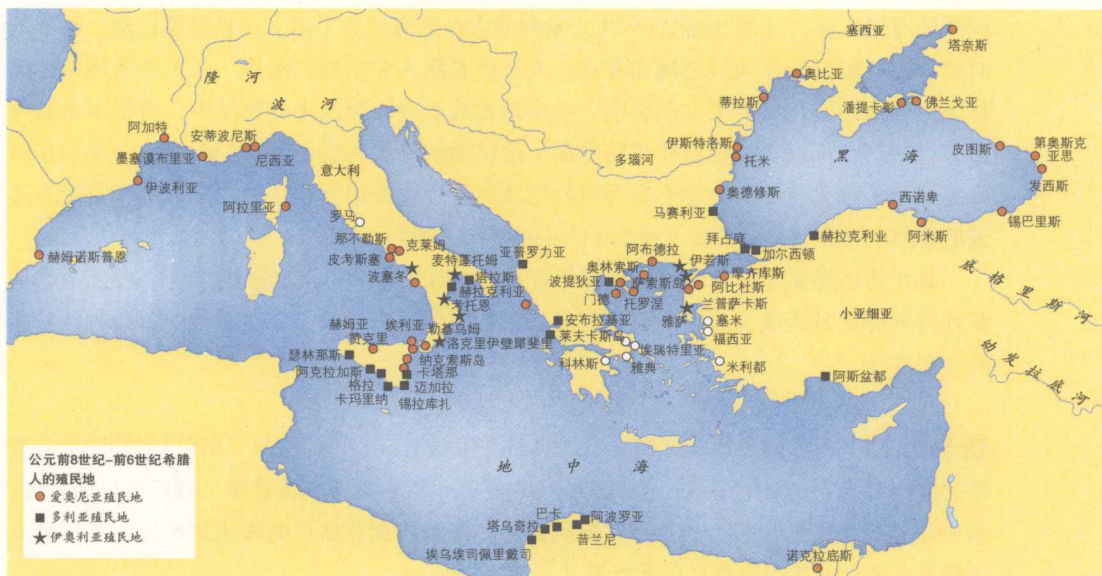 塞西亚
塔奈斯
奥比亚
隆 河
蒂拉斯
潘提卡彭
佛兰戈亚
波 河
阿加特
安蒂波尼斯
伊斯特洛斯
第奥斯克
亚思
皮图斯
墨塞谟布里亚
尼西亚
多瑙河
托米
黑 海
意大利
伊波利亚
发西斯
阿拉里亚
奥德修斯
西诺卑
罗马
马赛利亚
锡巴里斯
阿米斯
那不勒斯
克莱姆
拜占庭
加尔西顿
赫拉克利业
赫姆诺斯普恩
皮考斯塞
麦特蓬托姆
亚普罗力亚
阿布德拉
伊若斯
奥林索斯
摩齐库斯
底格里斯河
波塞冬
塔拉斯
波提狄亚
萨索斯岛
阿比杜斯
赫拉克利亚
门德
托罗涅
兰普萨卡斯
考托恩
雅萨
塞米
小亚细亚
安布拉基亚
赫姆亚
埃利亚
勒基乌姆
莱夫卡斯岛
福西亚
赞克里
洛克里伊壁犀斐里
埃瑞特里亚
幼发拉底河
瑟林那斯
纳克索斯岛
科林斯
雅典
米利都
阿克拉加斯
卡塔那
阿斯盆都
格拉
迈加拉
卡玛里纳
锡拉库扎
公元前8世纪-前6世纪希腊
人的殖民地
地 中 海
爱奥尼亚殖民地
多利亚殖民地
伊奥利亚殖民地
巴卡
阿波罗亚
塔乌奇拉
昔兰尼
埃乌埃司佩里戴司
诺克拉底斯